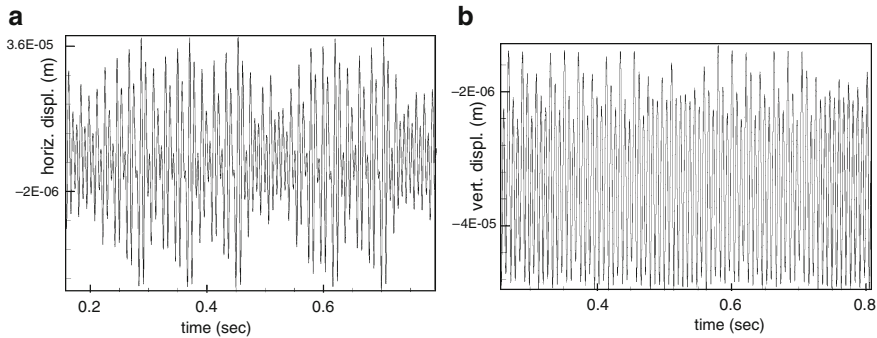 a
3.6E-05
horiz. displ. (m)
–2E-06
0.2
0.4
0.6
time (sec)
b
–2E-06
vert. displ. (m)
–4E-05
0.4
0.6
0.8
time (sec)